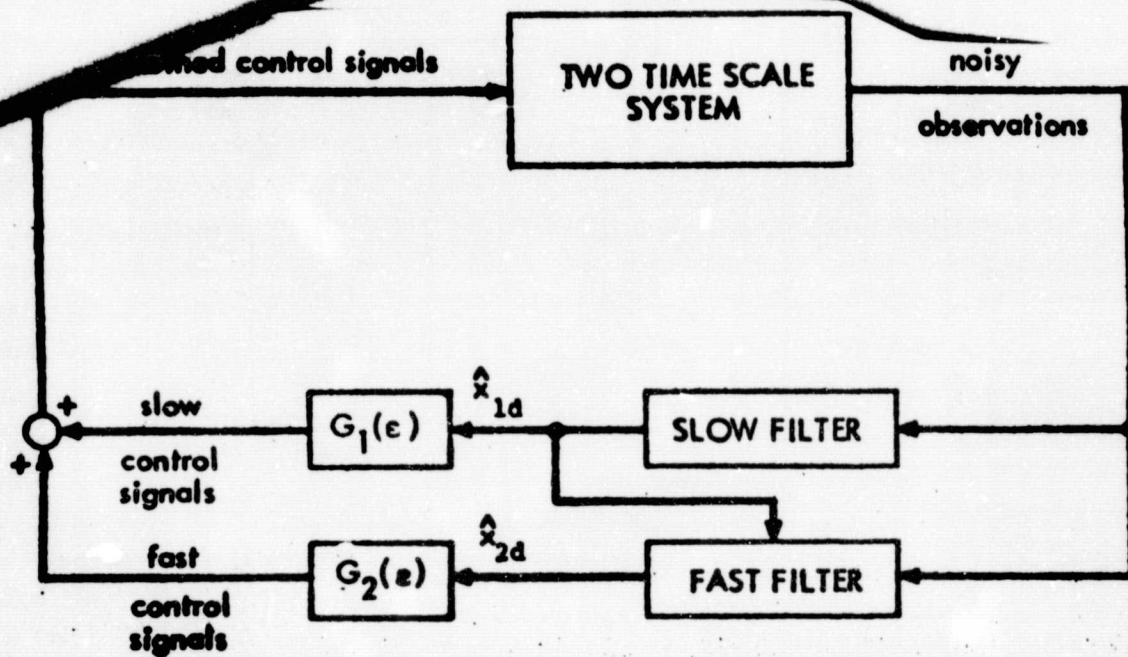 control signals
TWO TIME SCALE
SYSTEM
noisy
observations
+
slow
control
signals
G₁(ε)
x̂₁d
SLOW FILTER
+
fast
control
signals
G₂(ε)
x̂₂d
FAST FILTER